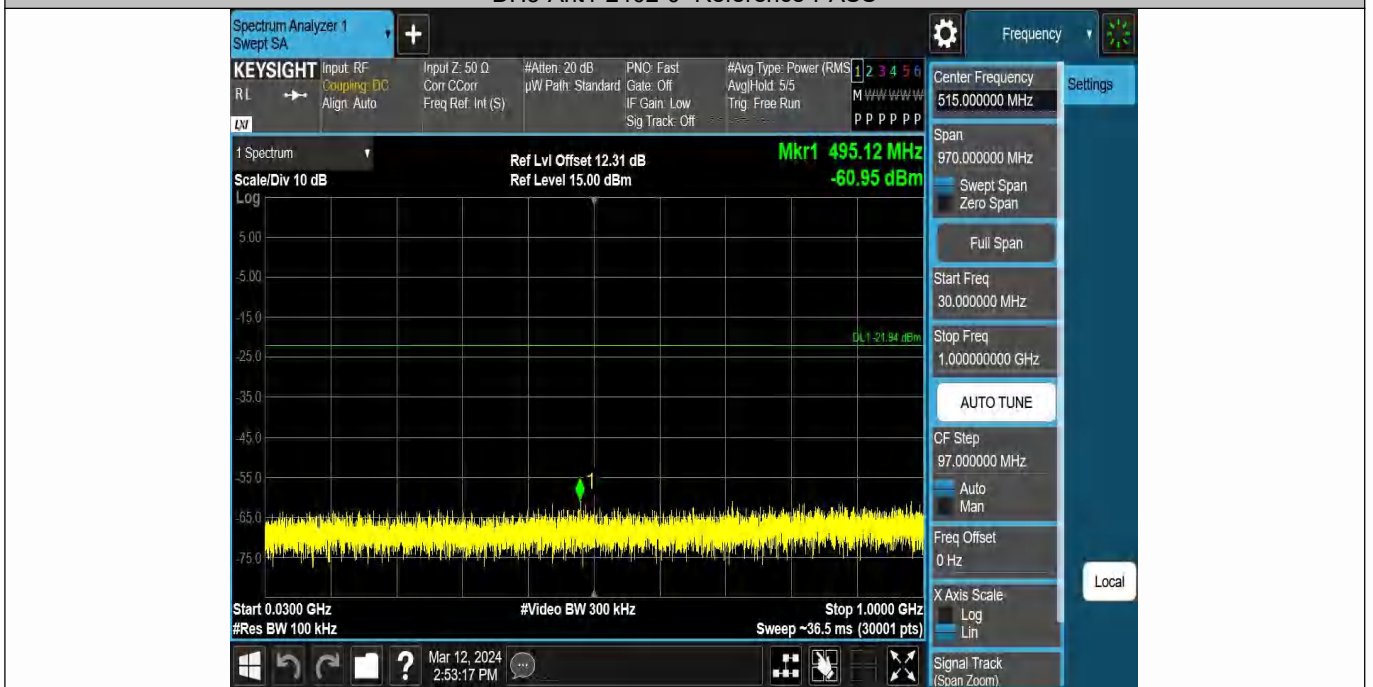 Spectrum Analyzer 1
Swept SA
+
Frequency
KEYSIGHT
RL
LXI
Input: RF
Coupling: DC
Align: Auto
Input Z: 50 Ω
Corr CCorr
Freq Ref: Int (S)
#Atten: 20 dB
µW Path: Standard
PNO: Fast
Gate: Off
IF Gain: Low
Sig Track: Off
#Avg Type: Power (RMS
Avg|Hold: 5/5
Trig: Free Run
1 2 3 4 5 6
M W W W W W
P P P P P P
1 Spectrum
Scale/Div 10 dB
Log
Ref Lvl Offset 12.31 dB
Ref Level 15.00 dBm
Mkr1 495.12 MHz
-60.95 dBm
5.00
-5.00
-15.0
DL1 -21.94 dBm
-25.0
-35.0
-45.0
-55.0
1
-65.0
-75.0
Start 0.0300 GHz
#Res BW 100 kHz
#Video BW 300 kHz
Stop 1.0000 GHz
Sweep ~36.5 ms (30001 pts)
Mar 12, 2024
2:53:17 PM
Center Frequency
515.000000 MHz
Settings
Span
970.000000 MHz
Swept Span
Zero Span
Full Span
Start Freq
30.000000 MHz
Stop Freq
1.000000000 GHz
AUTO TUNE
CF Step
97.000000 MHz
Auto
Man
Freq Offset
0 Hz
Local
X Axis Scale
Log
Lin
Signal Track
(Span Zoom)